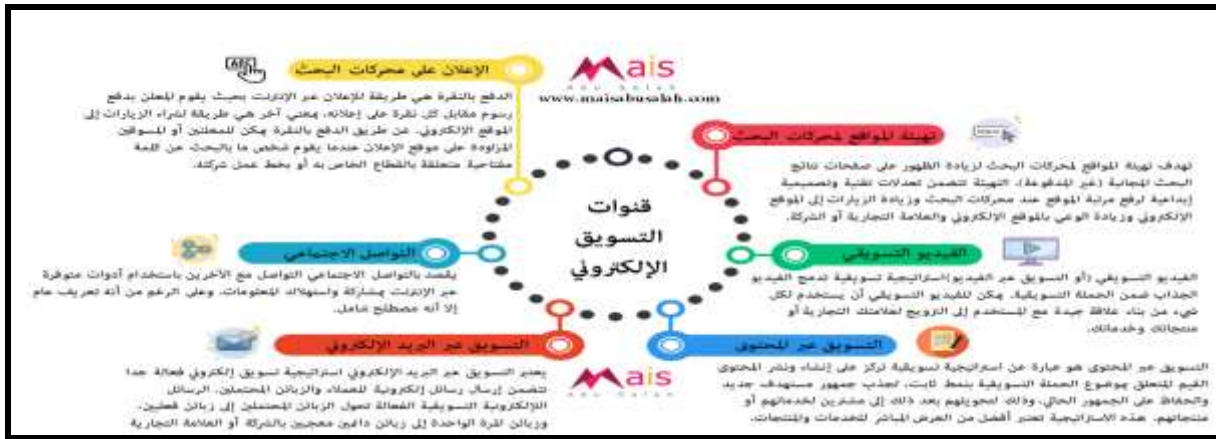 Mais
Abu Salah
www.maisabusalah.com
قنوات
التسويق
الإلكتروني
تهيئة المواقع لمحركات البحث
تهدف تهيئة المواقع لمحركات البحث لزيادة الظهور على صفحات نتائج
البحث المجانية (غير المدفوعة). التهيئة تتضمن تعدلات تقنية وتصميمية
إبداعية لرفع مرتبة الموقع عند محركات البحث وزيادة الزيارات إلى الموقع
الإلكتروني وزيادة الوعي بالموقع الإلكتروني والعلامة التجارية أو الشركة.
الفيديو التسويقي
الفيديو التسويقي (أو التسويق عبر الفيديو)استراتيجية تسويقية تدمج الفيديو
الجذاب ضمن الحملة التسويقية. يمكن للفيديو التسويقي أن يستخدم لكل
شيء من بناء علاقة جيدة مع المستخدم إلى الترويج لعلامتك التجارية أو
منتجاتك وخدماتك.
التسويق عبر المحتوى
التسويق عبر المحتوى هو عبارة عن استراتيجية تسويقية تركز على إنشاء ونشر المحتوى
القيم المتعلق بموضوع الحملة التسويقية بنمط ثابت، لجذب جمهور مستهدف جديد
والحفاظ على الجمهور الحالي، وذلك لتحويلهم بعد ذلك إلى مشترين لخدماتهم أو
منتجاتهم. هذه الاستراتيجية تعتبر أفضل من العرض المباشر للخدمات والمنتجات.
الإعلان على محركات البحث
الدفع بالنقرة هي طريقة للإعلان عبر الإنترنت بحيث يقوم المعلن بدفع
رسوم مقابل كل نقرة على إعلانه، بمعنى آخر هي طريقة لشراء الزيارات إلى
الموقع الإلكتروني. عن طريق الدفع بالنقرة يمكن للمعلنين أو المسوقين
المزاودة على موقع الإعلان عندما يقوم شخص ما بالبحث عن كلمة
مفتاحية متعلقة بالقطاع الخاص به أو بخط عمل شركته.
التواصل الاجتماعي
يقصد بالتواصل الاجتماعي التواصل مع الآخرين باستخدام أدوات متوفرة
عبر الإنترنت بمشاركة واستهلاك المعلومات. وعلى الرغم من أنه تعريف عام
إلا أنه مصطلح شامل.
التسويق عبر البريد الإلكتروني
يعتبر التسويق عبر البريد الإلكتروني استراتيجية تسويق إلكتروني فعالة جدا
تتضمن إرسال رسائل إلكترونية للعملاء والزبائن المحتملين. الرسائل
الإلكترونية التسويقية الفعالة تحول الزبائن المحتملين إلى زبائن فعليين،
وزبائن المرة الواحدة إلى زبائن دائمين معجبين بالشركة أو العلامة التجارية
Mais
Abu Salah